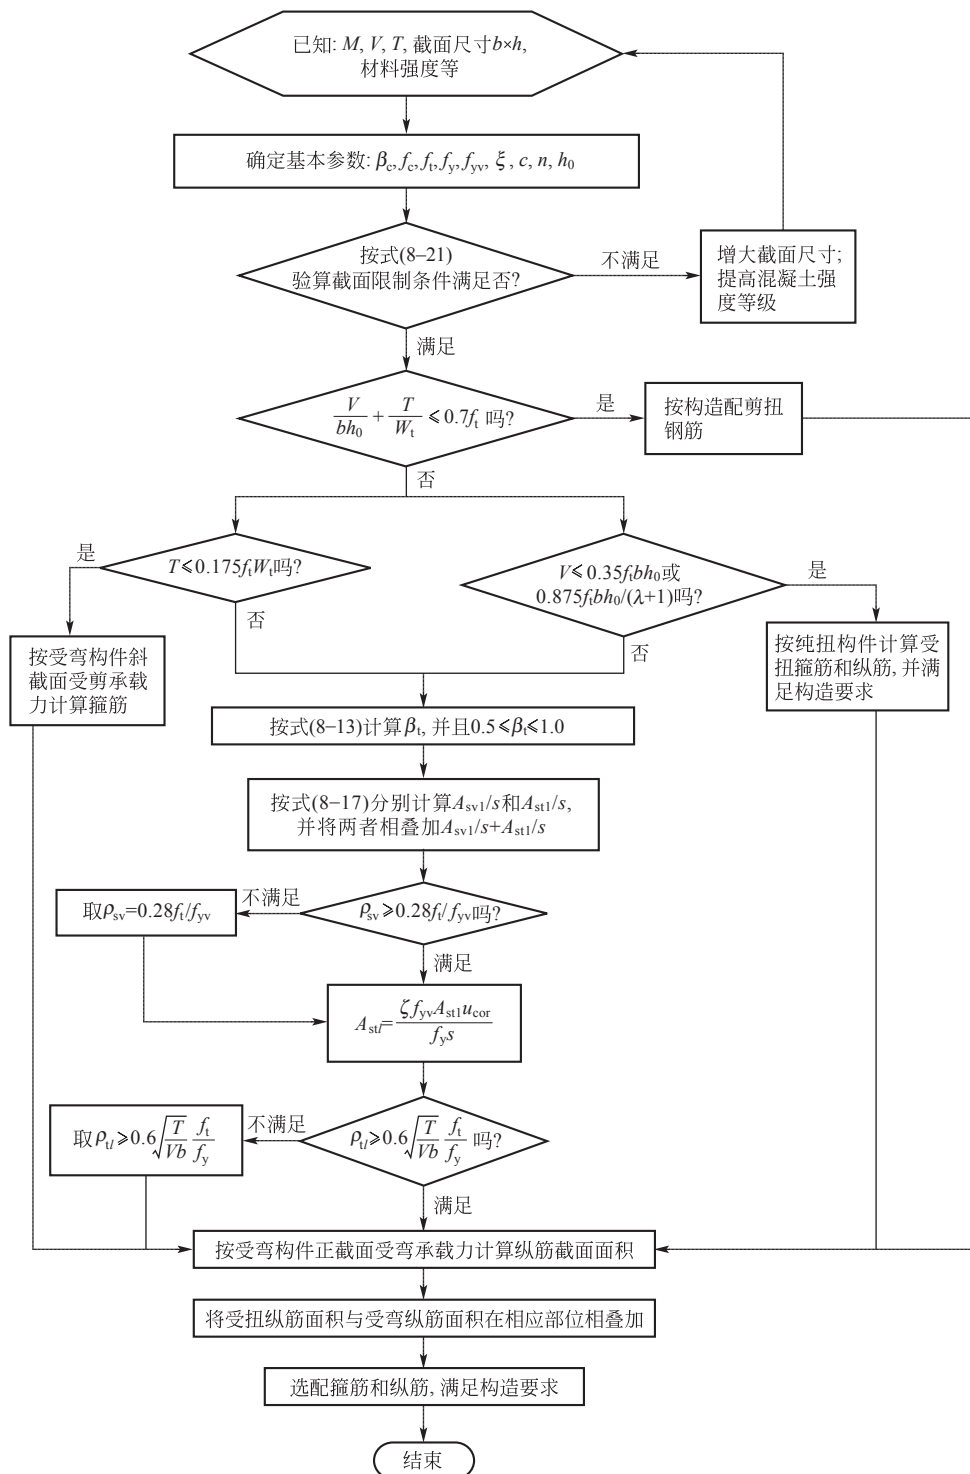 已知: M, V, T, 截面尺寸b×h,
材料强度等
确定基本参数: βc, fc, ft, fy, fyv, ξ, c, n, h0
按式(8–21)
验算截面限制条件满足否?
不满足
增大截面尺寸;
提高混凝土强
度等级
满足
V/bh0 + T/Wt ≤0.7ft 吗?
是
按构造配剪扭
钢筋
否
是
T≤0.175ftWt吗?
V≤0.35ftbh0或
0.875ftbh0/(λ+1)吗?
是
否
否
按受弯构件斜
截面受剪承载
力计算箍筋
按纯扭构件计算受
扭箍筋和纵筋, 并满
足构造要求
按式(8–13)计算βt, 并且0.5≤βt≤1.0
按式(8–17)分别计算Asv1/s和Ast1/s,
并将两者相叠加Asv1/s+Ast1/s
不满足
取ρsv=0.28ft/fyv
ρsv≥0.28ft/fyv吗?
满足
Astl=ζfyvAst1ucor/fys
不满足
取ρtl≥0.6√(T/Vb) ft/fy
ρtl≥0.6√(T/Vb) ft/fy 吗?
满足
按受弯构件正截面受弯承载力计算纵筋截面面积
将受扭纵筋面积与受弯纵筋面积在相应部位相叠加
选配箍筋和纵筋, 满足构造要求
结束